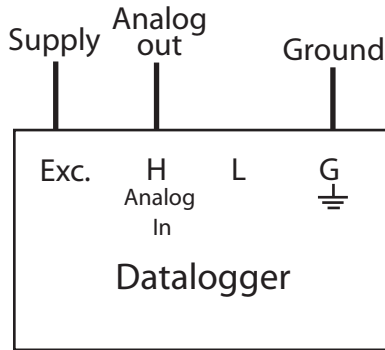 Supply Analog out Ground
Exc. H L G
Analog
In
Datalogger